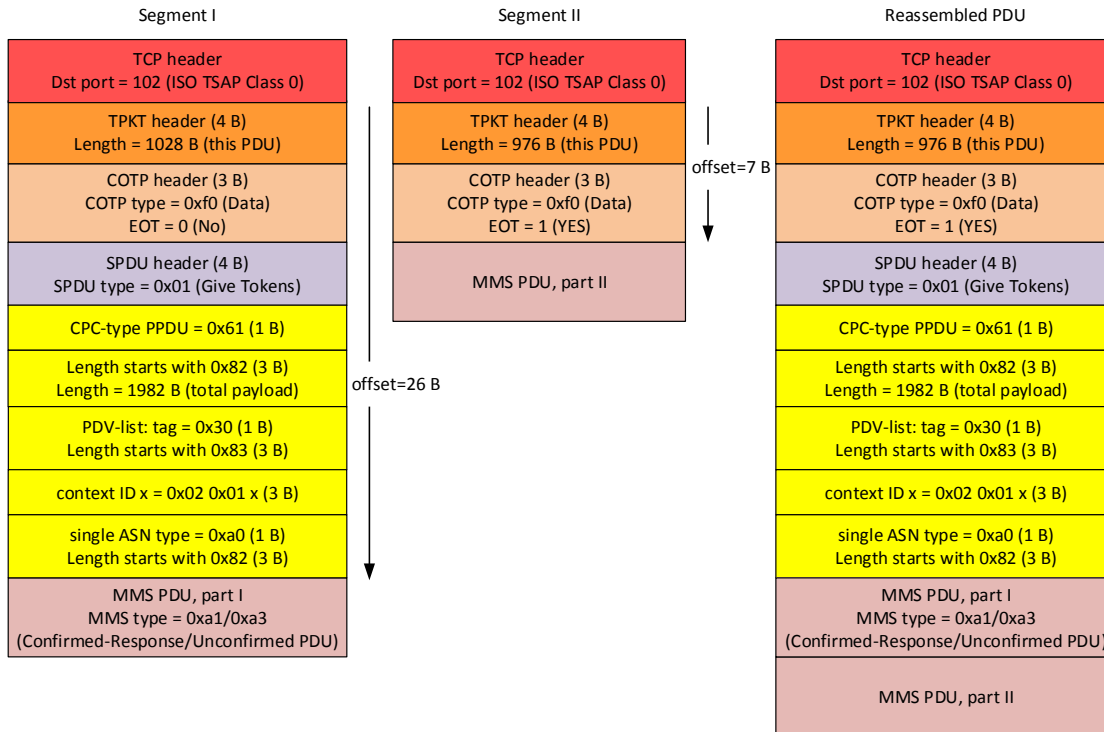 Segment I
TCP header
Dst port = 102 (ISO TSAP Class 0)
TPKT header (4 B)
Length = 1028 B (this PDU)
COTP header (3 B)
COTP type = 0xf0 (Data)
EOT = 0 (No)
SPDU header (4 B)
SPDU type = 0x01 (Give Tokens)
CPC-type PPDU = 0x61 (1 B)
Length starts with 0x82 (3 B)
Length = 1982 B (total payload)
PDV-list: tag = 0x30 (1 B)
Length starts with 0x83 (3 B)
context ID x = 0x02 0x01 x (3 B)
single ASN type = 0xa0 (1 B)
Length starts with 0x82 (3 B)
MMS PDU, part I
MMS type = 0xa1/0xa3
(Confirmed-Response/Unconfirmed PDU)
offset=26 B
Segment II
TCP header
Dst port = 102 (ISO TSAP Class 0)
TPKT header (4 B)
Length = 976 B (this PDU)
COTP header (3 B)
COTP type = 0xf0 (Data)
EOT = 1 (YES)
MMS PDU, part II
offset=7 B
Reassembled PDU
TCP header
Dst port = 102 (ISO TSAP Class 0)
TPKT header (4 B)
Length = 976 B (this PDU)
COTP header (3 B)
COTP type = 0xf0 (Data)
EOT = 1 (YES)
SPDU header (4 B)
SPDU type = 0x01 (Give Tokens)
CPC-type PPDU = 0x61 (1 B)
Length starts with 0x82 (3 B)
Length = 1982 B (total payload)
PDV-list: tag = 0x30 (1 B)
Length starts with 0x83 (3 B)
context ID x = 0x02 0x01 x (3 B)
single ASN type = 0xa0 (1 B)
Length starts with 0x82 (3 B)
MMS PDU, part I
MMS type = 0xa1/0xa3
(Confirmed-Response/Unconfirmed PDU)
MMS PDU, part II